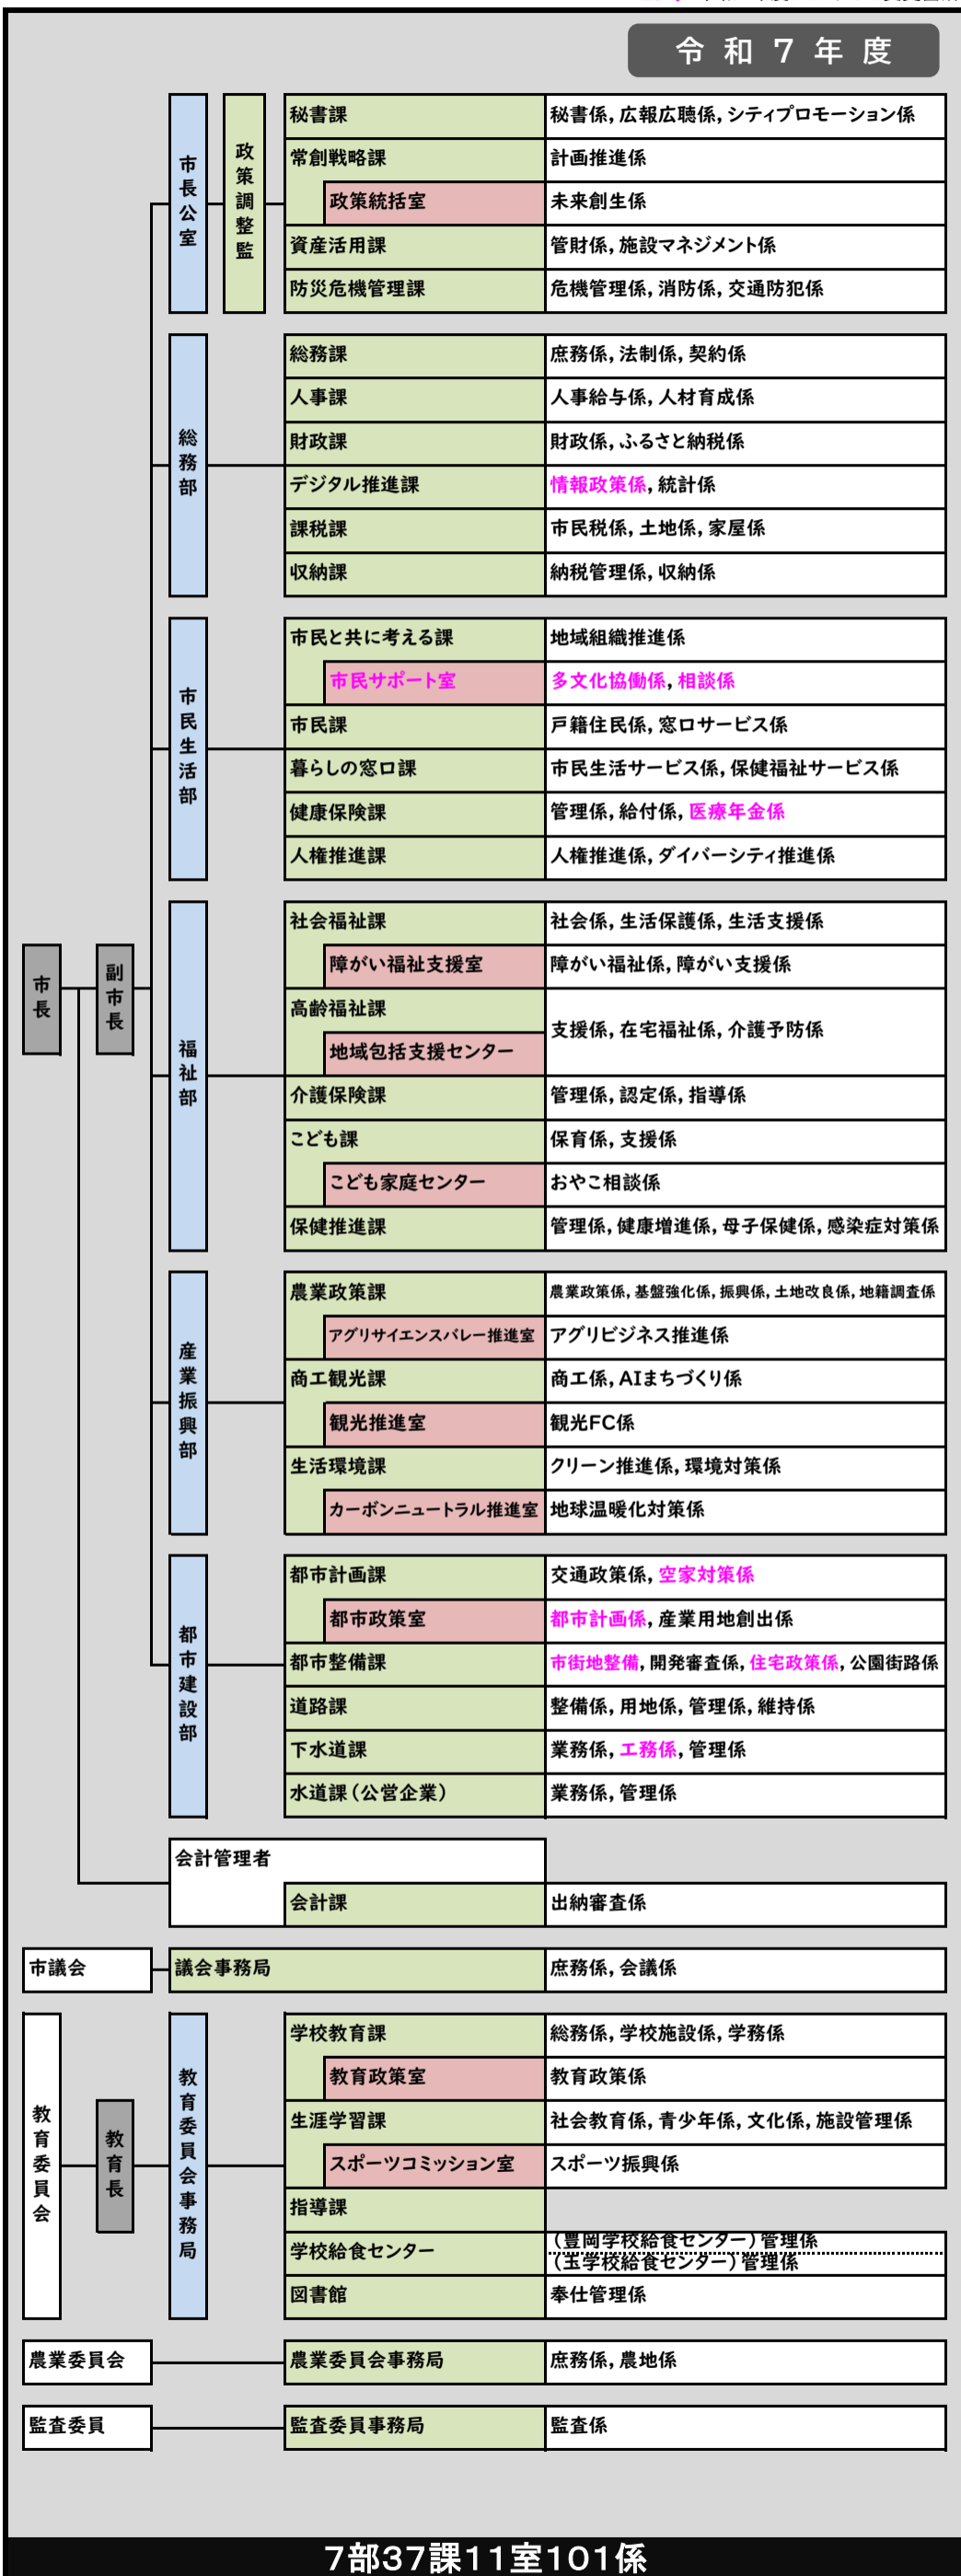 令和7年度
市長
副市長
市長公室
政策調整監
秘書課 秘書係，広報広聴係，シティプロモーション係
常創戦略課 計画推進係
政策統括室 未来創生係
資産活用課 管財係，施設マネジメント係
防災危機管理課 危機管理係，消防係，交通防犯係
総務部
総務課 庶務係，法制係，契約係
人事課 人事給与係，人材育成係
財政課 財政係，ふるさと納税係
デジタル推進課 情報政策係，統計係
課税課 市民税係，土地係，家屋係
収納課 納税管理係，収納係
市民生活部
市民と共に考える課 地域組織推進係
市民サポート室 多文化協働係，相談係
市民課 戸籍住民係，窓口サービス係
暮らしの窓口課 市民生活サービス係，保健福祉サービス係
健康保険課 管理係，給付係，医療年金係
人権推進課 人権推進係，ダイバーシティ推進係
福祉部
社会福祉課 社会係，生活保護係，生活支援係
障がい福祉支援室 障がい福祉係，障がい支援係
高齢福祉課 支援係，在宅福祉係，介護予防係
地域包括支援センター
介護保険課 管理係，認定係，指導係
こども課 保育係，支援係
こども家庭センター おやこ相談係
保健推進課 管理係，健康増進係，母子保健係，感染症対策係
産業振興部
農業政策課 農業政策係，基盤強化係，振興係，土地改良係，地籍調査係
アグリサイエンスバレー推進室 アグリビジネス推進係
商工観光課 商工係，AIまちづくり係
観光推進室 観光FC係
生活環境課 クリーン推進係，環境対策係
カーボンニュートラル推進室 地球温暖化対策係
都市建設部
都市計画課 交通政策係，空家対策係
都市政策室 都市計画係，産業用地創出係
都市整備課 市街地整備，開発審査係，住宅政策係，公園街路係
道路課 整備係，用地係，管理係，維持係
下水道課 業務係，工務係，管理係
水道課（公営企業） 業務係，管理係
会計管理者
会計課 出納審査係
市議会 議会事務局 庶務係，会議係
教育委員会
教育長
教育委員会事務局
学校教育課 総務係，学校施設係，学務係
教育政策室 教育政策係
生涯学習課 社会教育係，青少年係，文化係，施設管理係
スポーツコミッション室 スポーツ振興係
指導課
学校給食センター （豊岡学校給食センター）管理係
（玉学校給食センター）管理係
図書館 奉仕管理係
農業委員会 農業委員会事務局 庶務係，農地係
監査委員 監査委員事務局 監査係
7部37課11室101係